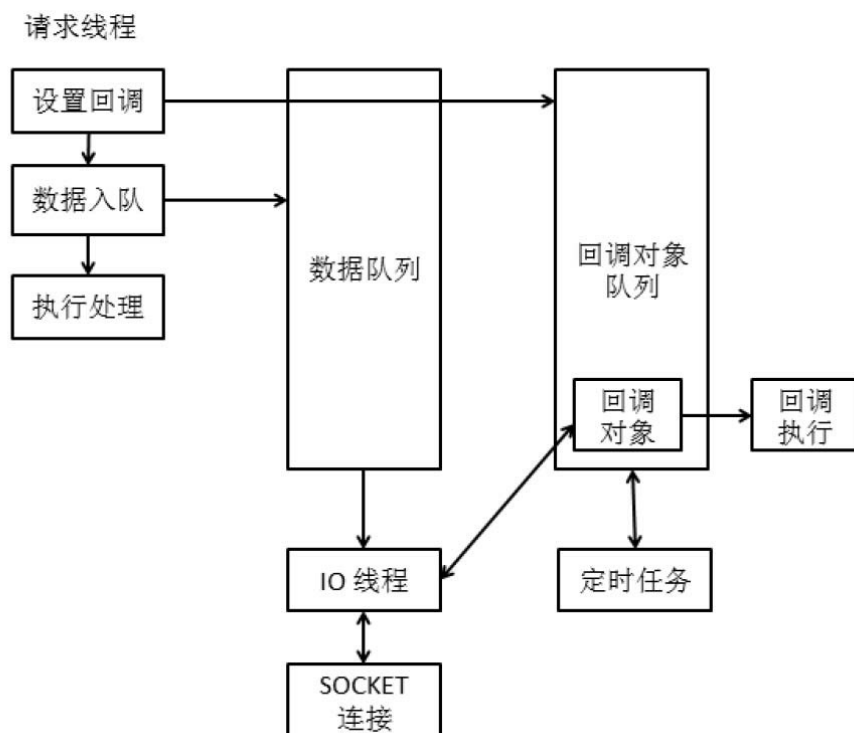 请求线程
设置回调
数据入队
执行处理
数据队列
回调对象
队列
回调
对象
回调
执行
IO 线程
定时任务
SOCKET
连接